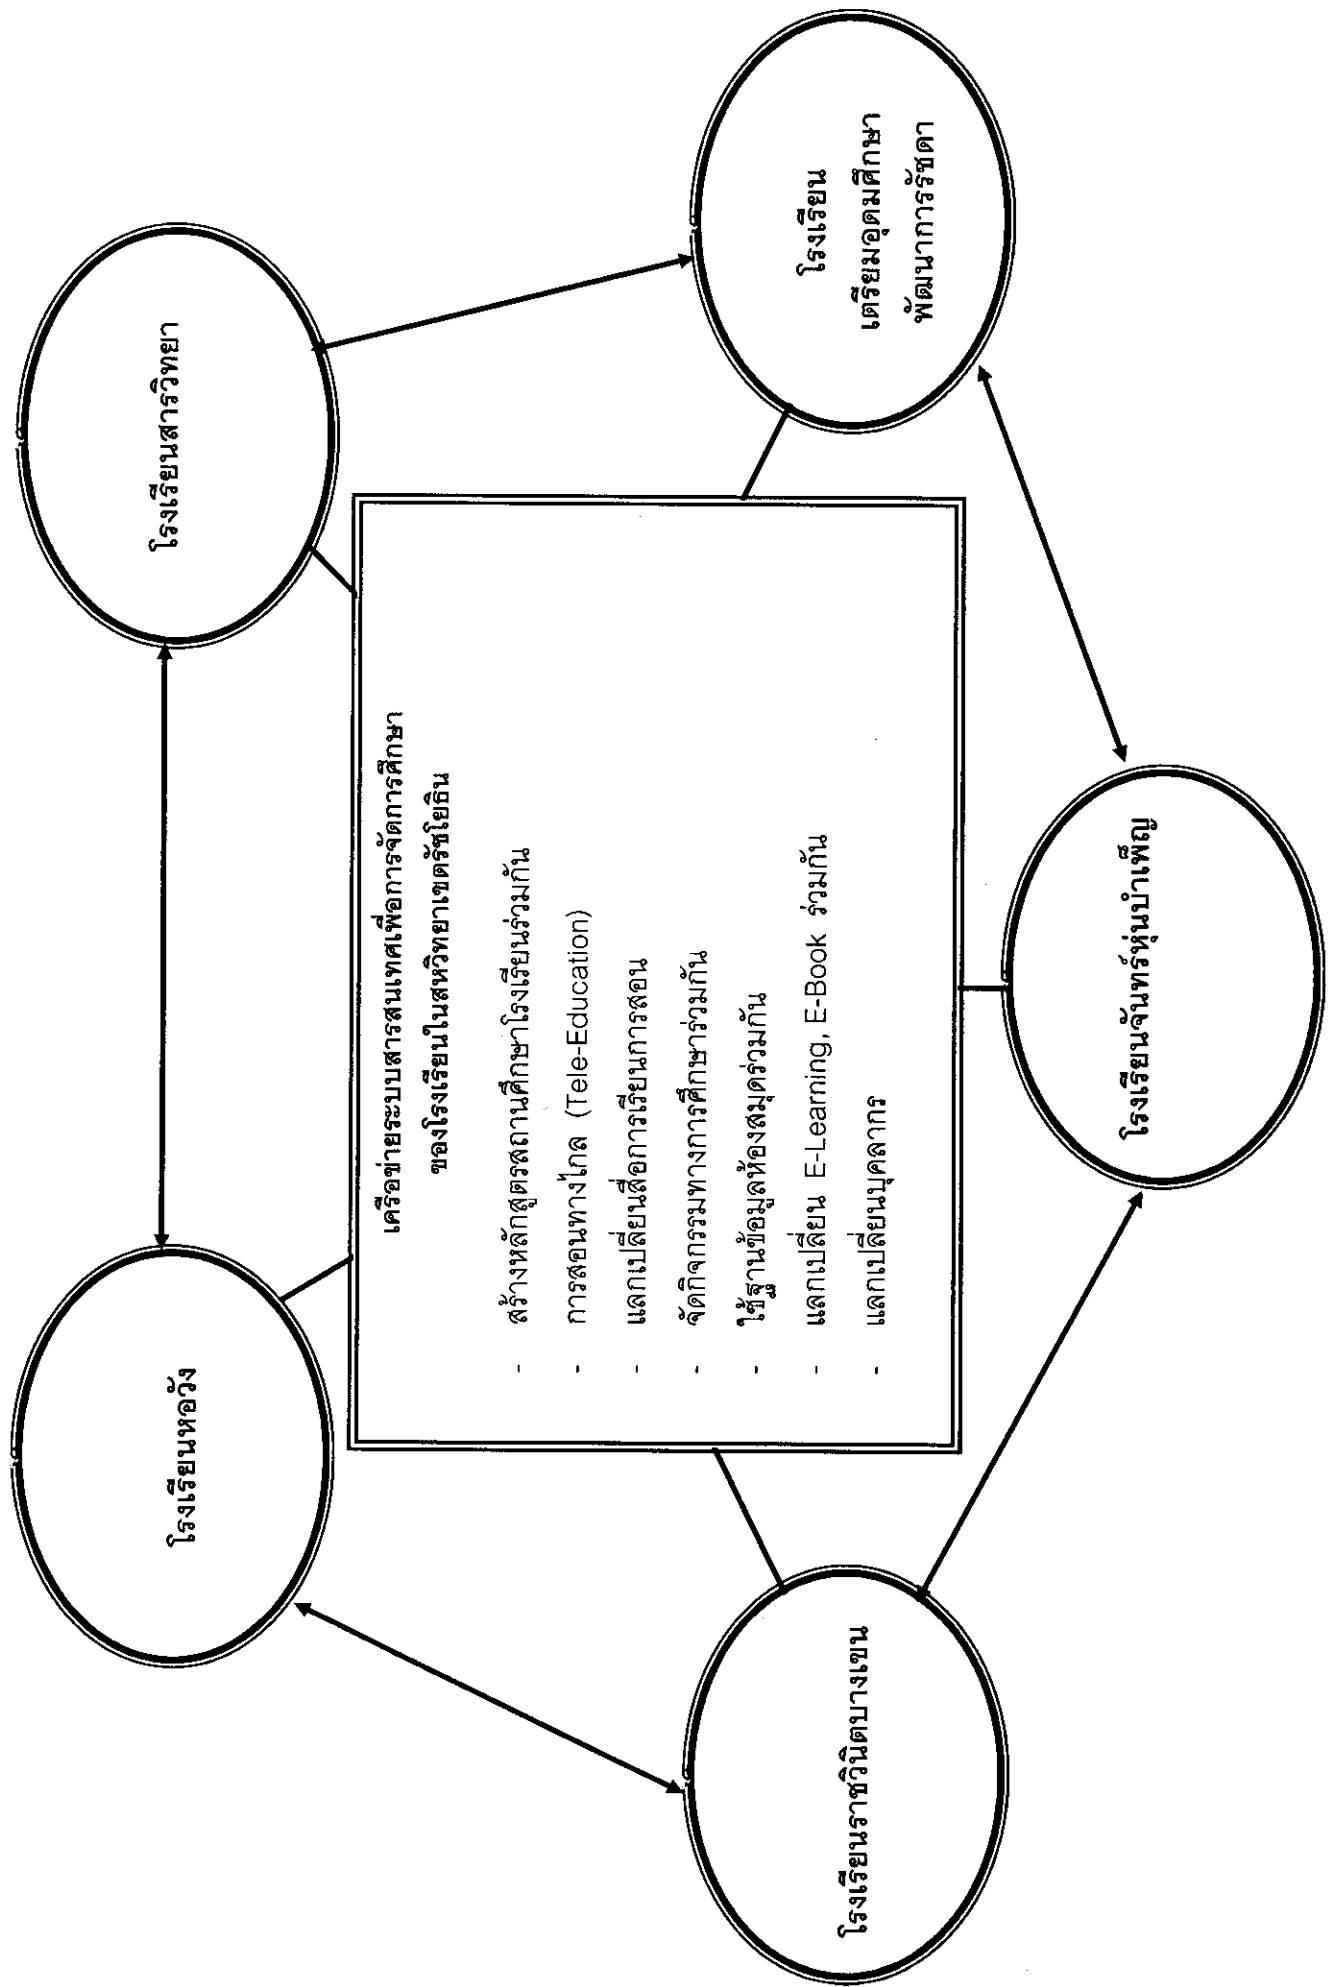 โรงเรียนหอวัง
โรงเรียนสารวิทยา
เครือข่ายระบบสารสนเทศเพื่อการจัดการศึกษา
ของโรงเรียนในสหวิทยาเขตรัชโยธิน
- สร้างหลักสูตรสถานศึกษาโรงเรียนร่วมกัน
- การสอนทางไกล (Tele-Education)
- แลกเปลี่ยนสื่อการเรียนการสอน
- จัดกิจกรรมทางการศึกษาร่วมกัน
- ใช้ฐานข้อมูลห้องสมุดร่วมกัน
- แลกเปลี่ยน E-Learning, E-Book ร่วมกัน
- แลกเปลี่ยนบุคลากร
โรงเรียนราชวินิตบางเขน
โรงเรียน
เตรียมอุดมศึกษา
พัฒนาการรัชดา
โรงเรียนจันทร์หุ่นบำเพ็ญ